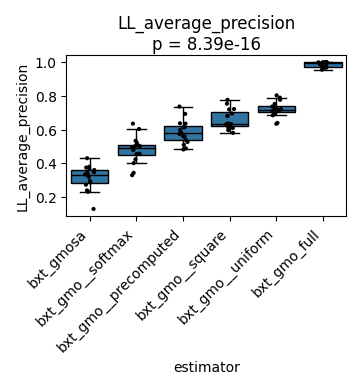 LL_average_precision
p = 8.39e-16
LL_average_precision
1.0
0.8
0.6
0.4
0.2
bxt_gmosa
bxt_gmo__softmax
bxt_gmo__precomputed
bxt_gmo__square
bxt_gmo__uniform
bxt_gmo_full
estimator